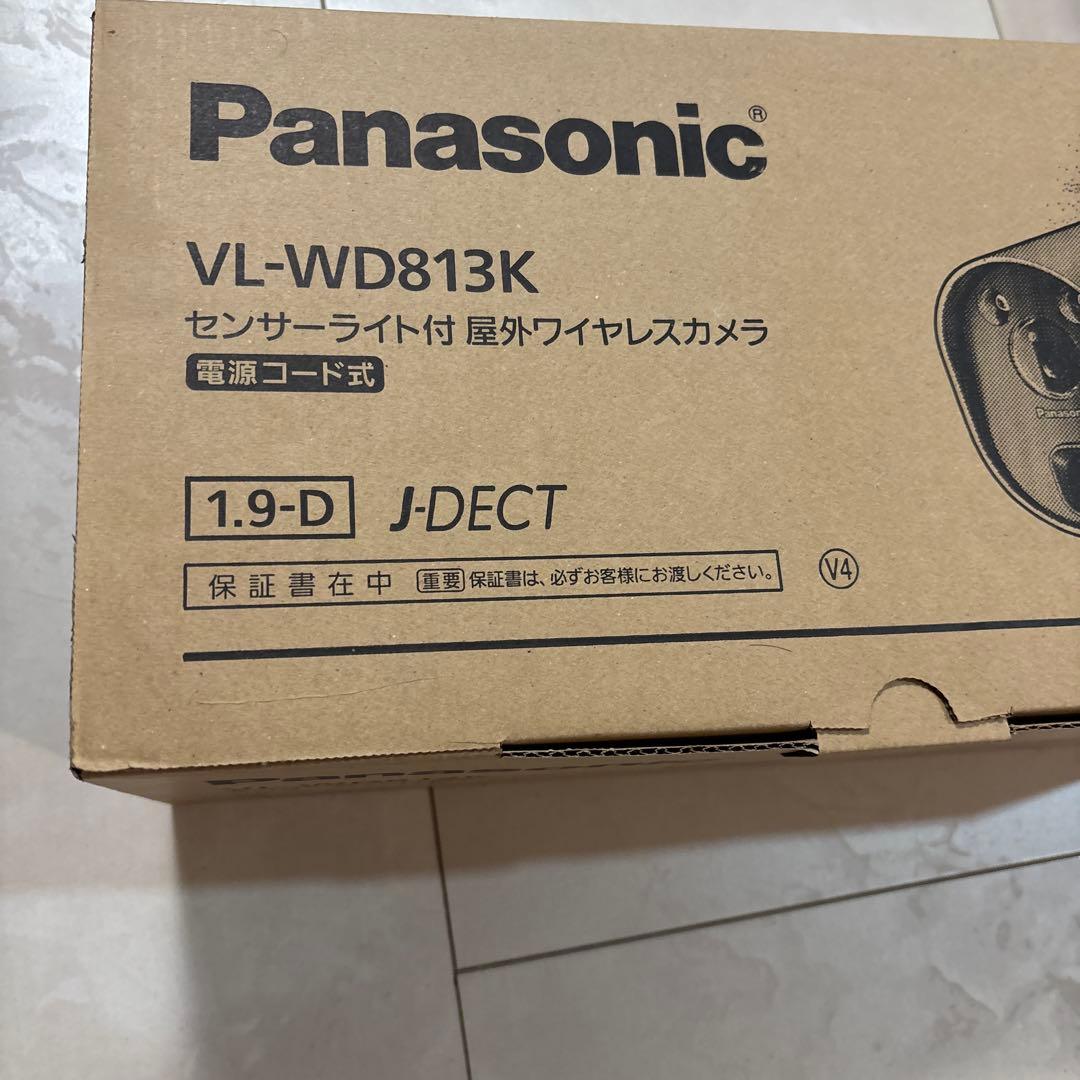 Panasonic®
VL-WD813K
センサーライト付 屋外ワイヤレスカメラ
電源コード式
1.9-D J-DECT
保証書在中 重要 保証書は、必ずお客様にお渡しください。 V4
Panasonic